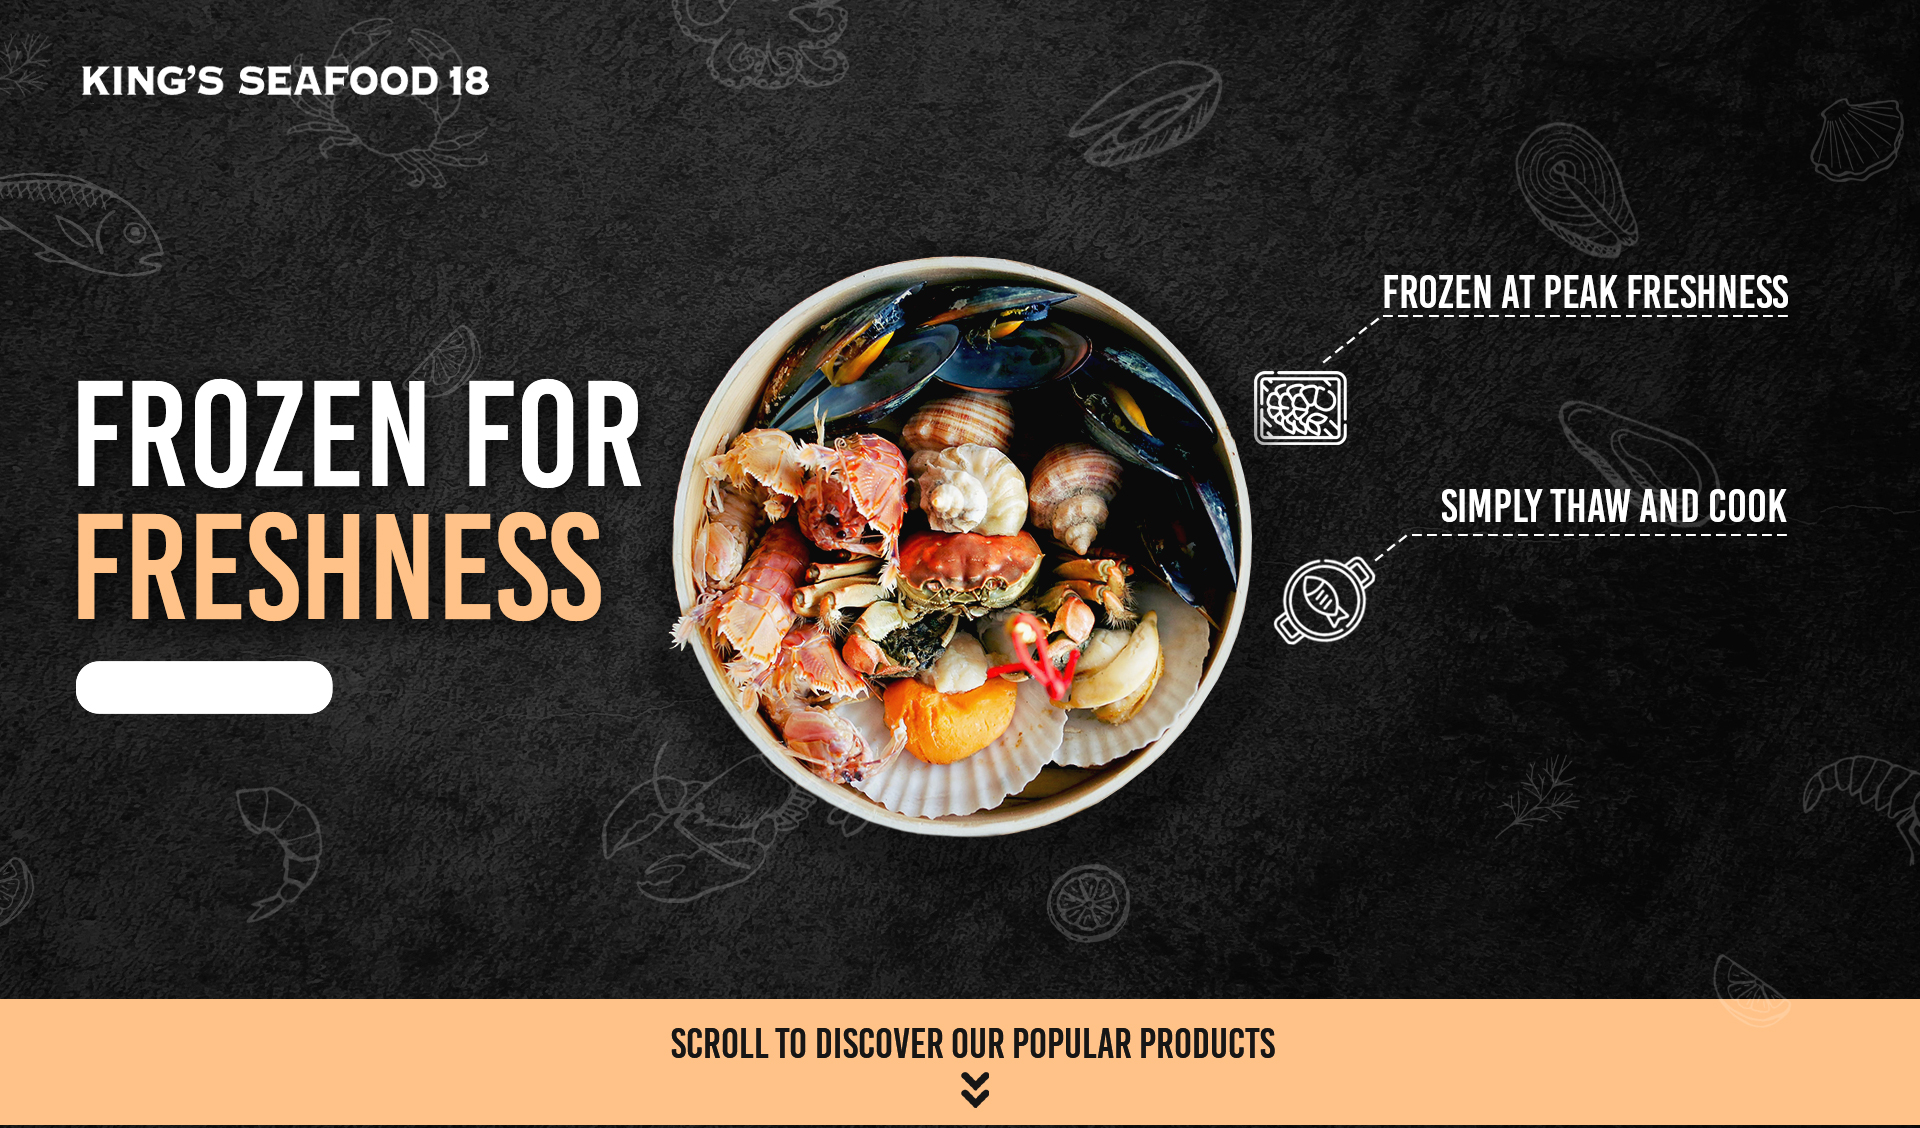 KING'S SEAFOOD 18
FROZEN FOR
FRESHNESS
FROZEN AT PEAK FRESHNESS
SIMPLY THAW AND COOK
SCROLL TO DISCOVER OUR POPULAR PRODUCTS